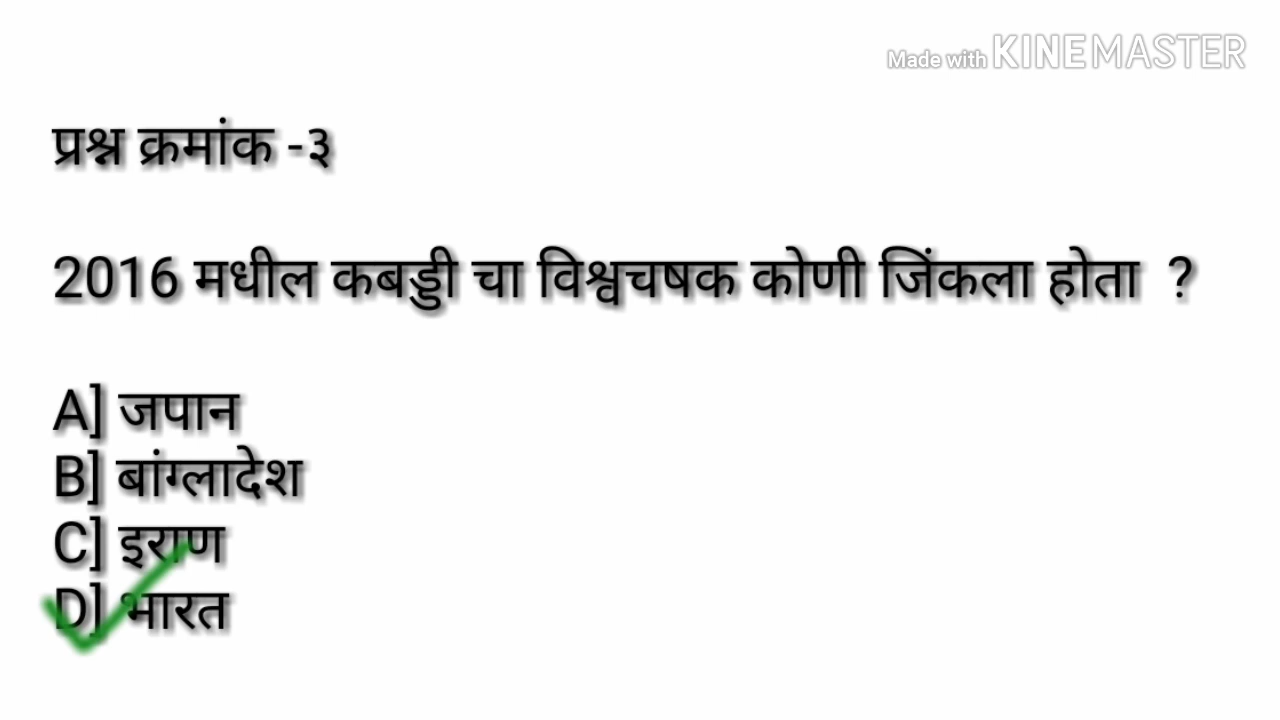 Made with KINEMASTER
प्रश्न क्रमांक -३
2016 मधील कबड्डी चा विश्वचषक कोणी जिंकला होता ?
A] जपान
B] बांग्लादेश
C] इराण
D] भारत